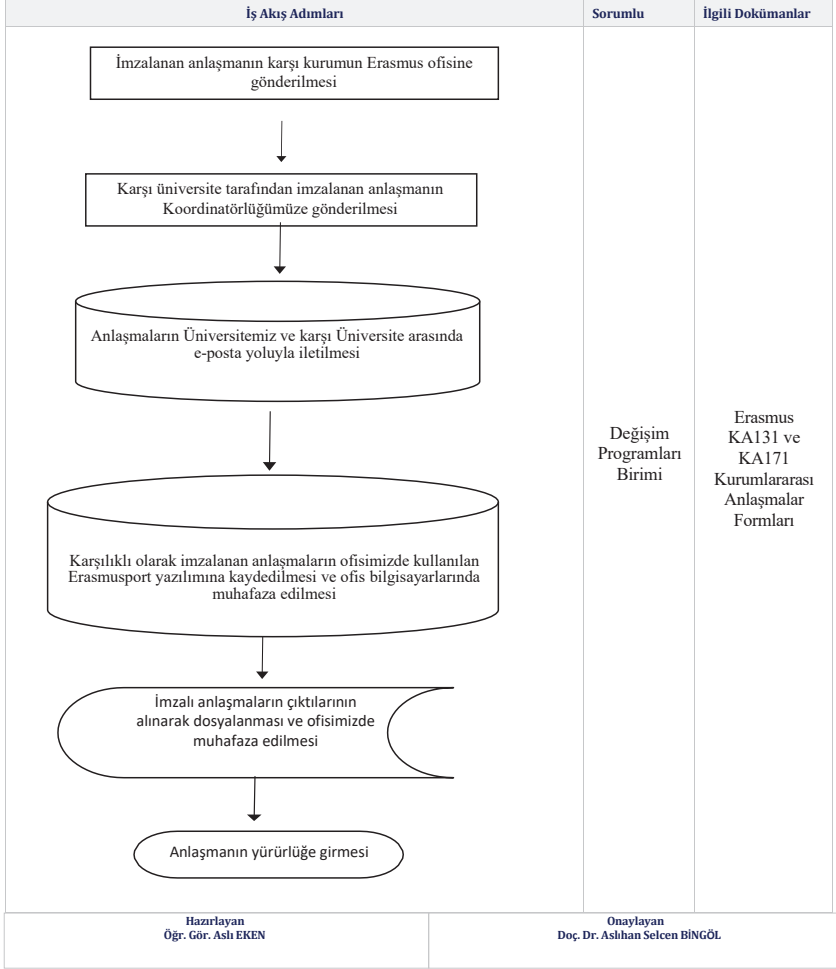 İş Akış Adımları
Sorumlu
İlgili Dokümanlar
İmzalanan anlaşmanın karşı kurumun Erasmus ofisine
gönderilmesi
Karşı üniversite tarafından imzalanan anlaşmanın
Koordinatörlüğümüze gönderilmesi
Anlaşmaların Üniversitemiz ve karşı Üniversite arasında
e-posta yoluyla iletilmesi
Karşılıklı olarak imzalanan anlaşmaların ofisimizde kullanılan
Erasmusport yazılımına kaydedilmesi ve ofis bilgisayarlarında
muhafaza edilmesi
İmzalı anlaşmaların çıktılarının
alınarak dosyalanması ve ofisimizde
muhafaza edilmesi
Anlaşmanın yürürlüğe girmesi
Değişim
Programları
Birimi
Erasmus
KA131 ve
KA171
Kurumlararası
Anlaşmalar
Formları
Hazırlayan
Öğr. Gör. Aslı EKEN
Onaylayan
Doç. Dr. Aslıhan Selcen BİNGÖL